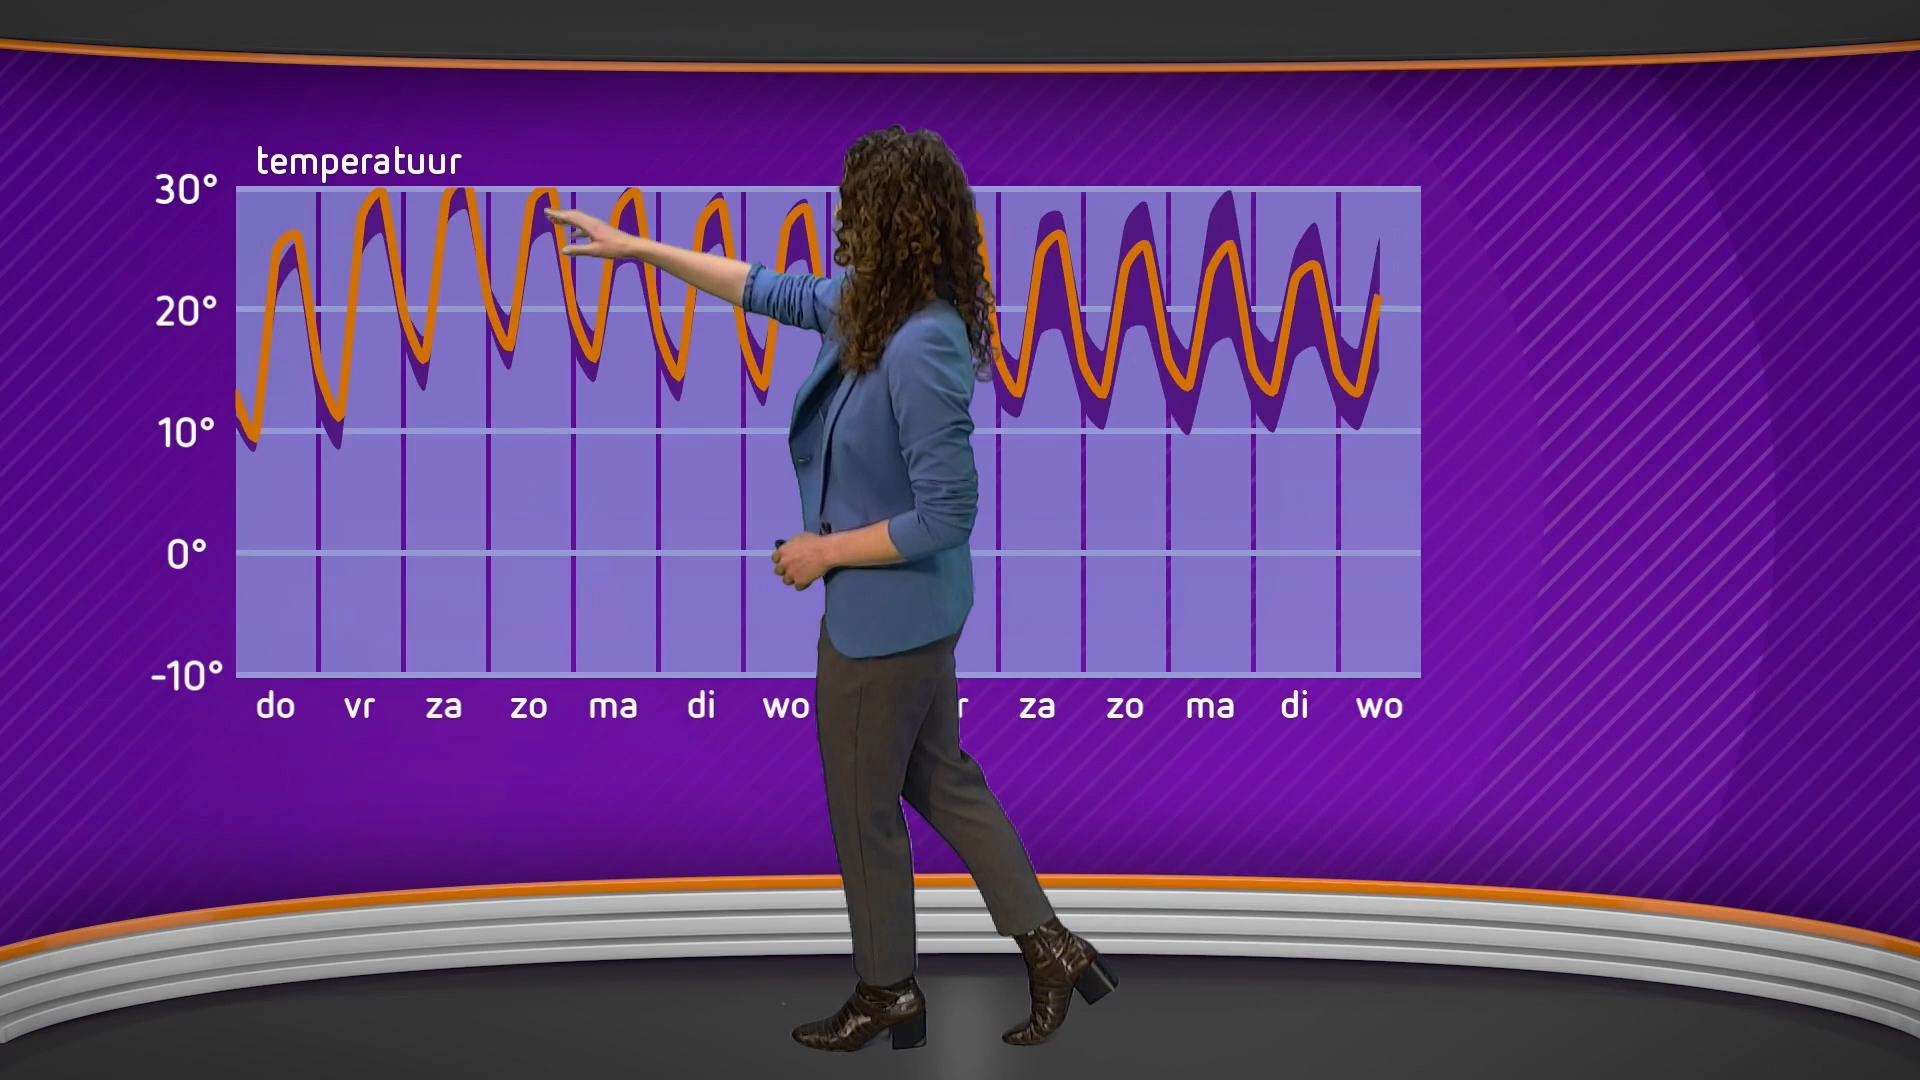 temperatuur
30°
20°
10°
0°
-10°
do vr za zo ma di wo r za zo ma di wo